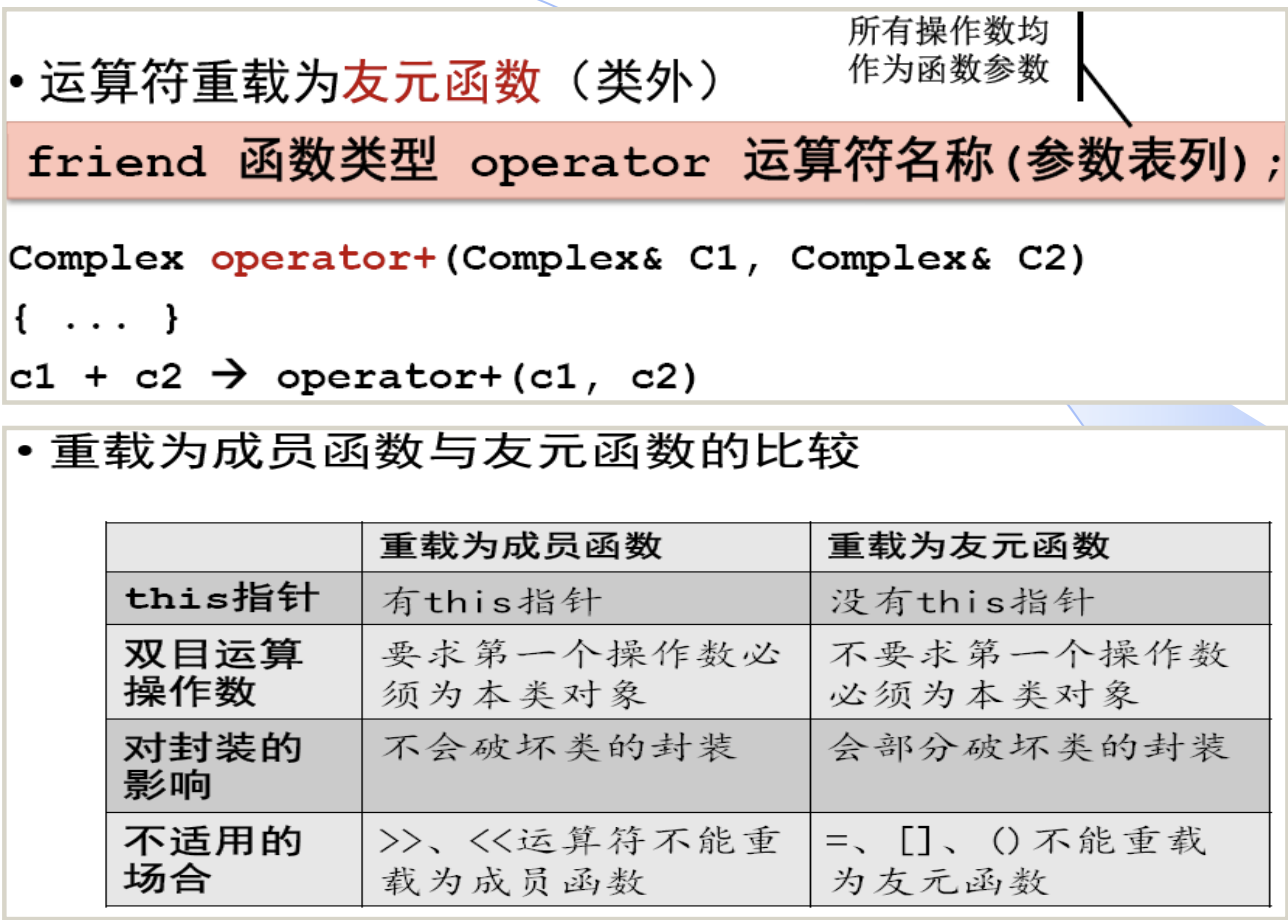 所有操作数均
作为函数参数
• 运算符重载为友元函数（类外）
friend 函数类型 operator 运算符名称(参数表列);
Complex operator+(Complex& C1, Complex& C2)
{ ... }
c1 + c2 → operator+(c1, c2)
• 重载为成员函数与友元函数的比较
重载为成员函数 重载为友元函数
this指针 有this指针 没有this指针
双目运算 要求第一个操作数必 不要求第一个操作数
操作数 须为本类对象 必须为本类对象
对封装的 不会破坏类的封装 会部分破坏类的封装
影响
不适用的 >>、<<运算符不能重 =、[]、()不能重载
场合 载为成员函数 为友元函数